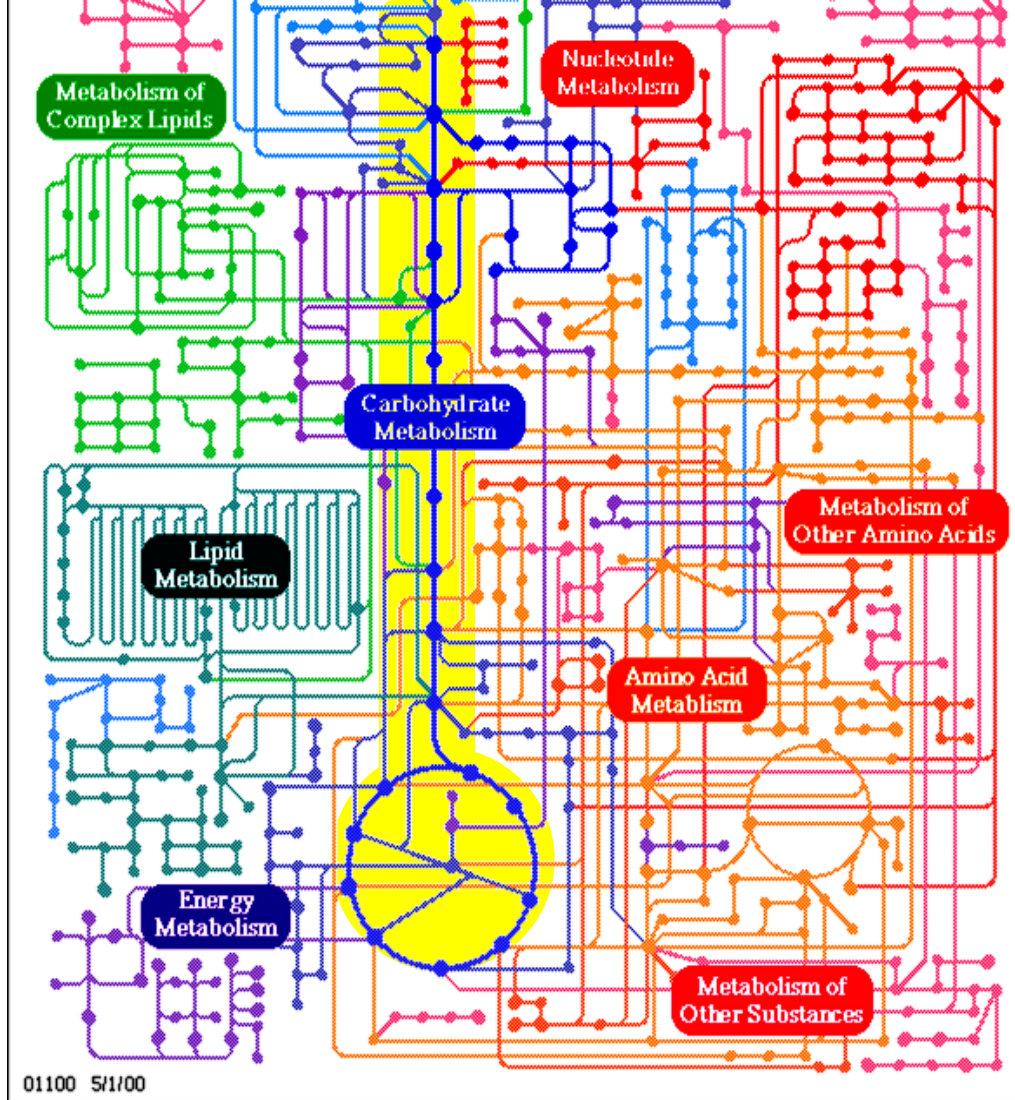 Nucleotide
Metabolism
Metabolism of
Complex Lipids
Carbohydrate
Metabolism
Metabolism of
Other Amino Acids
Lipid
Metabolism
Amino Acid
Metablism
Energy
Metabolism
Metabolism of
Other Substances
01100 5/1/00